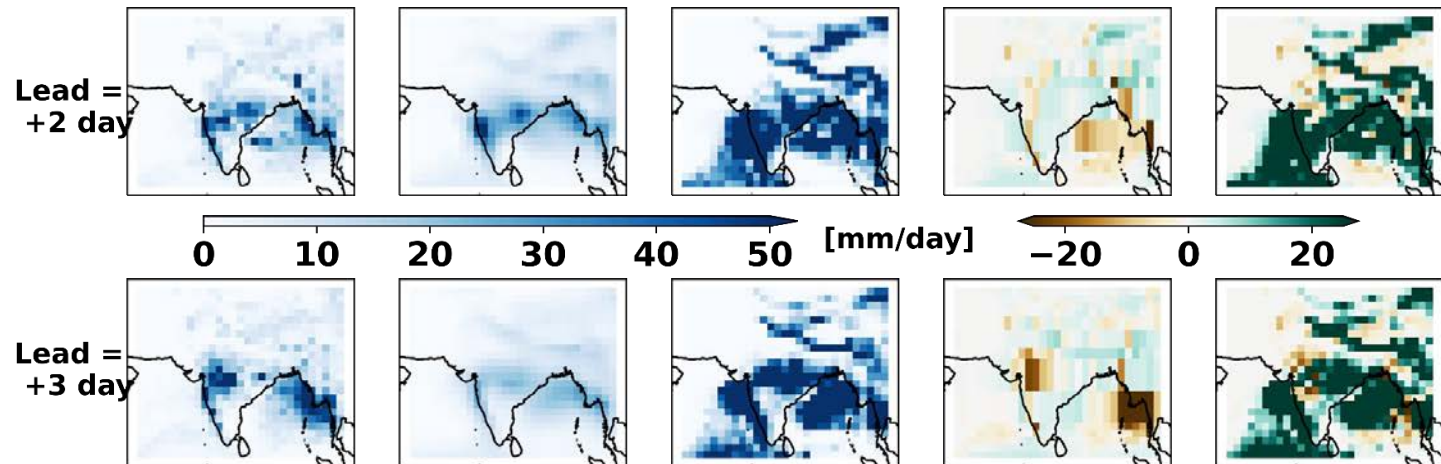 Lead =
+2 day
0 10 20 30 40 50 [mm/day] −20 0 20
Lead =
+3 day